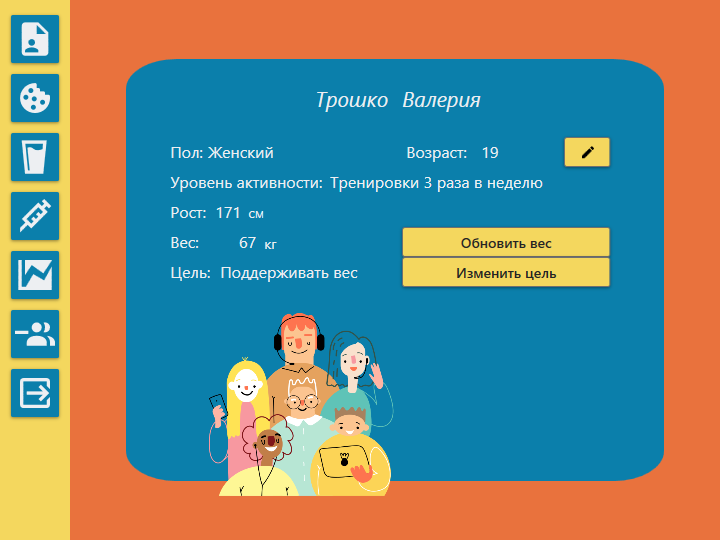 Трошко Валерия
Пол: Женский Возраст: 19
Уровень активности: Тренировки 3 раза в неделю
Рост: 171 см
Вес: 67 кг Обновить вес
Цель: Поддерживать вес Изменить цель